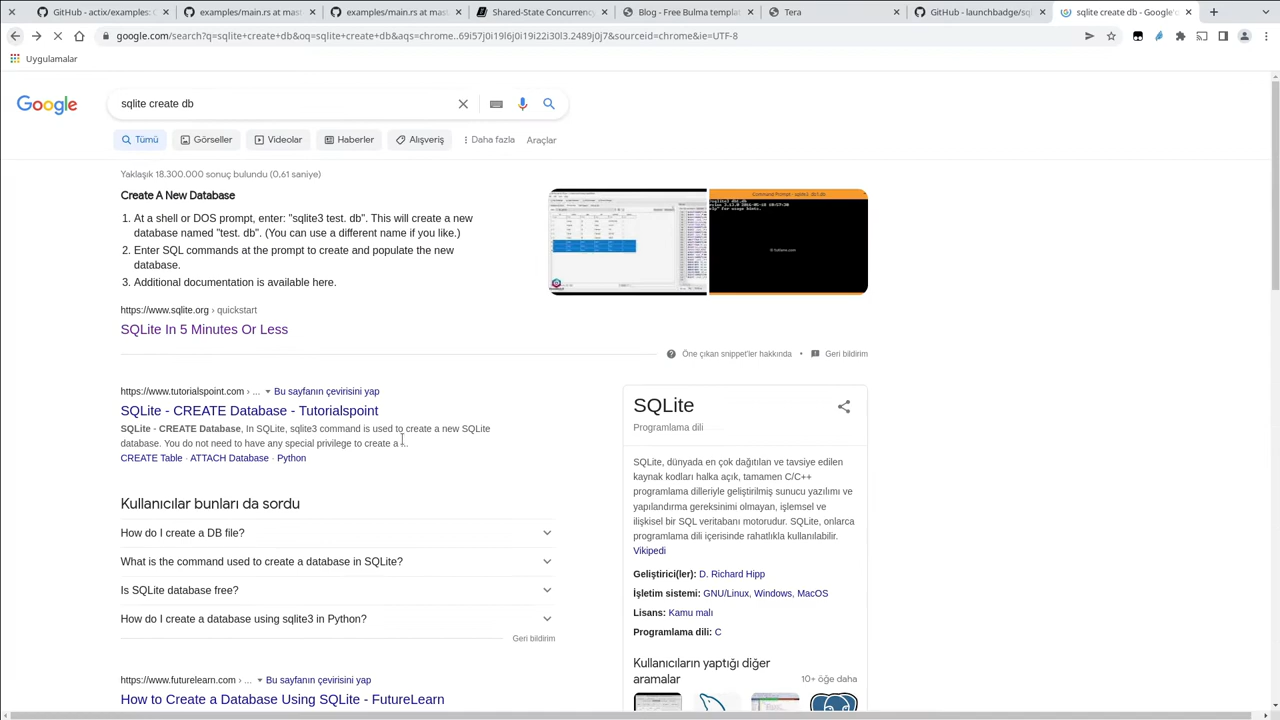 GitHub - actix/examples: C
examples/main.rs at mast
examples/main.rs at mast
Shared-State Concurrency
Blog - Free Bulma templat
Tera
GitHub - launchbadge/sql
sqlite create db - Google'd
google.com/search?q=sqlite+create+db&oq=sqlite+create+db&aqs=chrome..69i57j0i19l6j0i19i22i30l3.2489j0j7&sourceid=chrome&ie=UTF-8
Uygulamalar
Google
sqlite create db
Tümü
Görseller
Videolar
Haberler
Alışveriş
Daha fazla
Araçlar
Yaklaşık 18.300.000 sonuç bulundu (0,61 saniye)
Create A New Database
1. At a shell or DOS prompt, enter: "sqlite3 test. db". This will create a new
database named "test. db". (You can use a different name if you like.)
2. Enter SQL commands at the prompt to create and populate the new
database.
3. Additional documentation is available here.
https://www.sqlite.org › quickstart
SQLite In 5 Minutes Or Less
Öne çıkan snippet'ler hakkında
•
Geri bildirim
https://www.tutorialspoint.com › ...
Bu sayfanın çevirisini yap
SQLite - CREATE Database - Tutorialspoint
SQLite - CREATE Database, In SQLite, sqlite3 command is used to create a new SQLite
database. You do not need to have any special privilege to create a ...
CREATE Table · ATTACH Database · Python
Kullanıcılar bunları da sordu
How do I create a DB file?
What is the command used to create a database in SQLite?
Is SQLite database free?
How do I create a database using sqlite3 in Python?
Geri bildirim
https://www.futurelearn.com › ...
Bu sayfanın çevirisini yap
How to Create a Database Using SQLite - FutureLearn
SQLite
Programlama dili
SQLite, dünyada en çok dağıtılan ve tavsiye edilen
kaynak kodları halka açık, tamamen C/C++
programlama dilleriyle geliştirilmiş sunucu yazılımı ve
yapılandırma gereksinimi olmayan, işlemsel ve
ilişkisel bir SQL veritabanı motorudur. SQLite, onlarca
programlama dili içerisinde rahatlıkla kullanılabilir.
Vikipedi
Geliştirici(ler): D. Richard Hipp
İşletim sistemi: GNU/Linux, Windows, MacOS
Lisans: Kamu malı
Programlama dili: C
Kullanıcıların yaptığı diğer
aramalar
10+ öğe daha